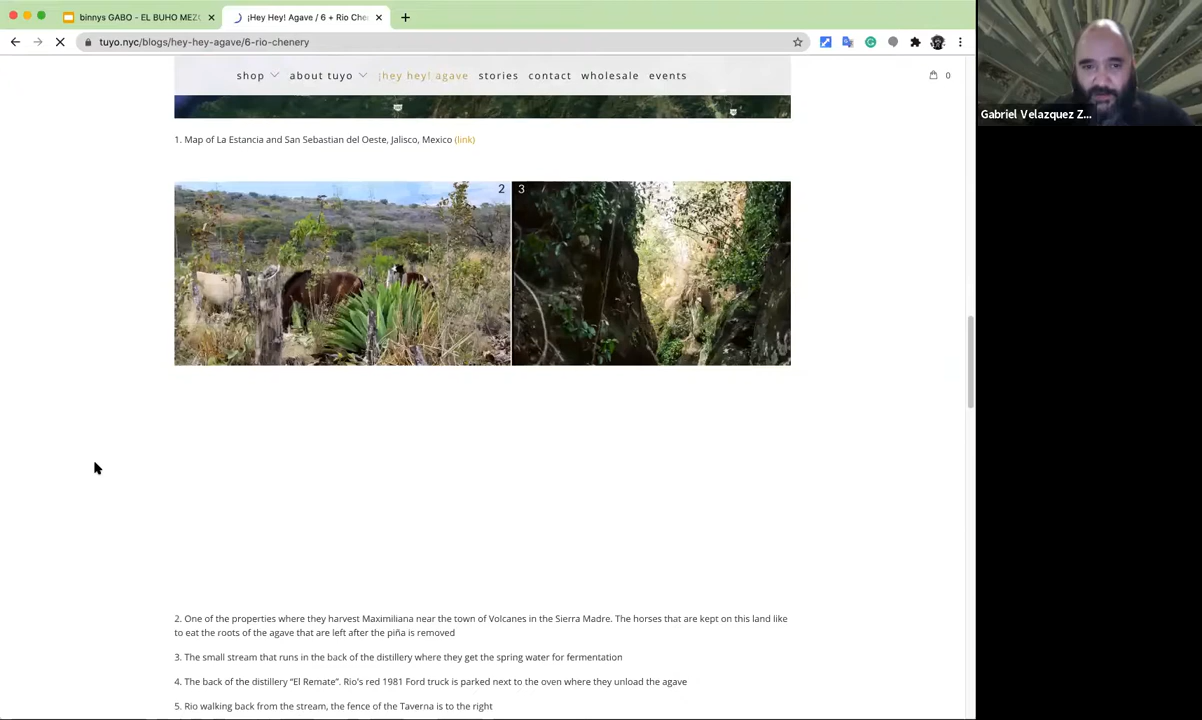 binnys GABO - EL BUHO MEZC
¡Hey Hey! Agave / 6 + Rio Chen
tuyo.nyc/blogs/hey-hey-agave/6-rio-chenery
shop about tuyo ¡hey hey! agave stories contact wholesale events 0
Gabriel Velazquez Z...
1. Map of La Estancia and San Sebastian del Oeste, Jalisco, Mexico (link)
2 3
2. One of the properties where they harvest Maximiliana near the town of Volcanes in the Sierra Madre. The horses that are kept on this land like
to eat the roots of the agave that are left after the piña is removed
3. The small stream that runs in the back of the distillery where they get the spring water for fermentation
4. The back of the distillery “El Remate”. Rio's red 1981 Ford truck is parked next to the oven where they unload the agave
5. Rio walking back from the stream, the fence of the Taverna is to the right